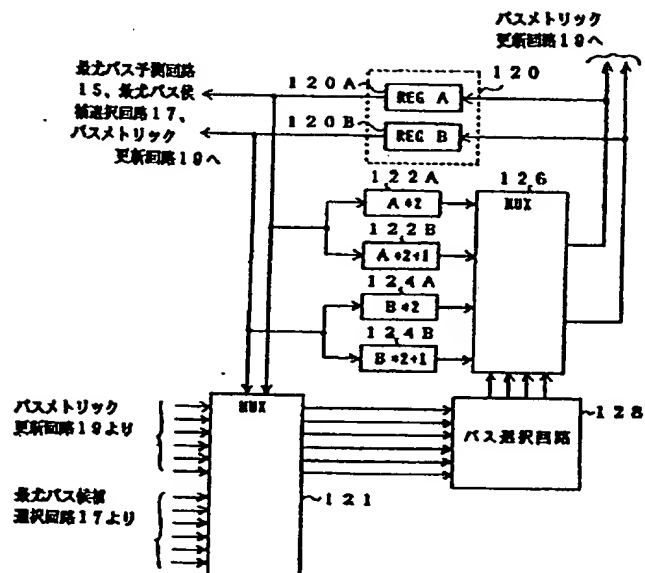 パスメトリック
更新回路19へ
最尤パス予測回路
15、最尤パス候
補選択回路17、
パスメトリック
更新回路19へ
120A
120B
REG A
REG B
120
122A
A*2
122B
A*2+1
124A
B*2
124B
B*2+1
126
MUX
パスメトリック
更新回路19より
最尤パス候補
選択回路17より
MUX
121
パス選択回路
128